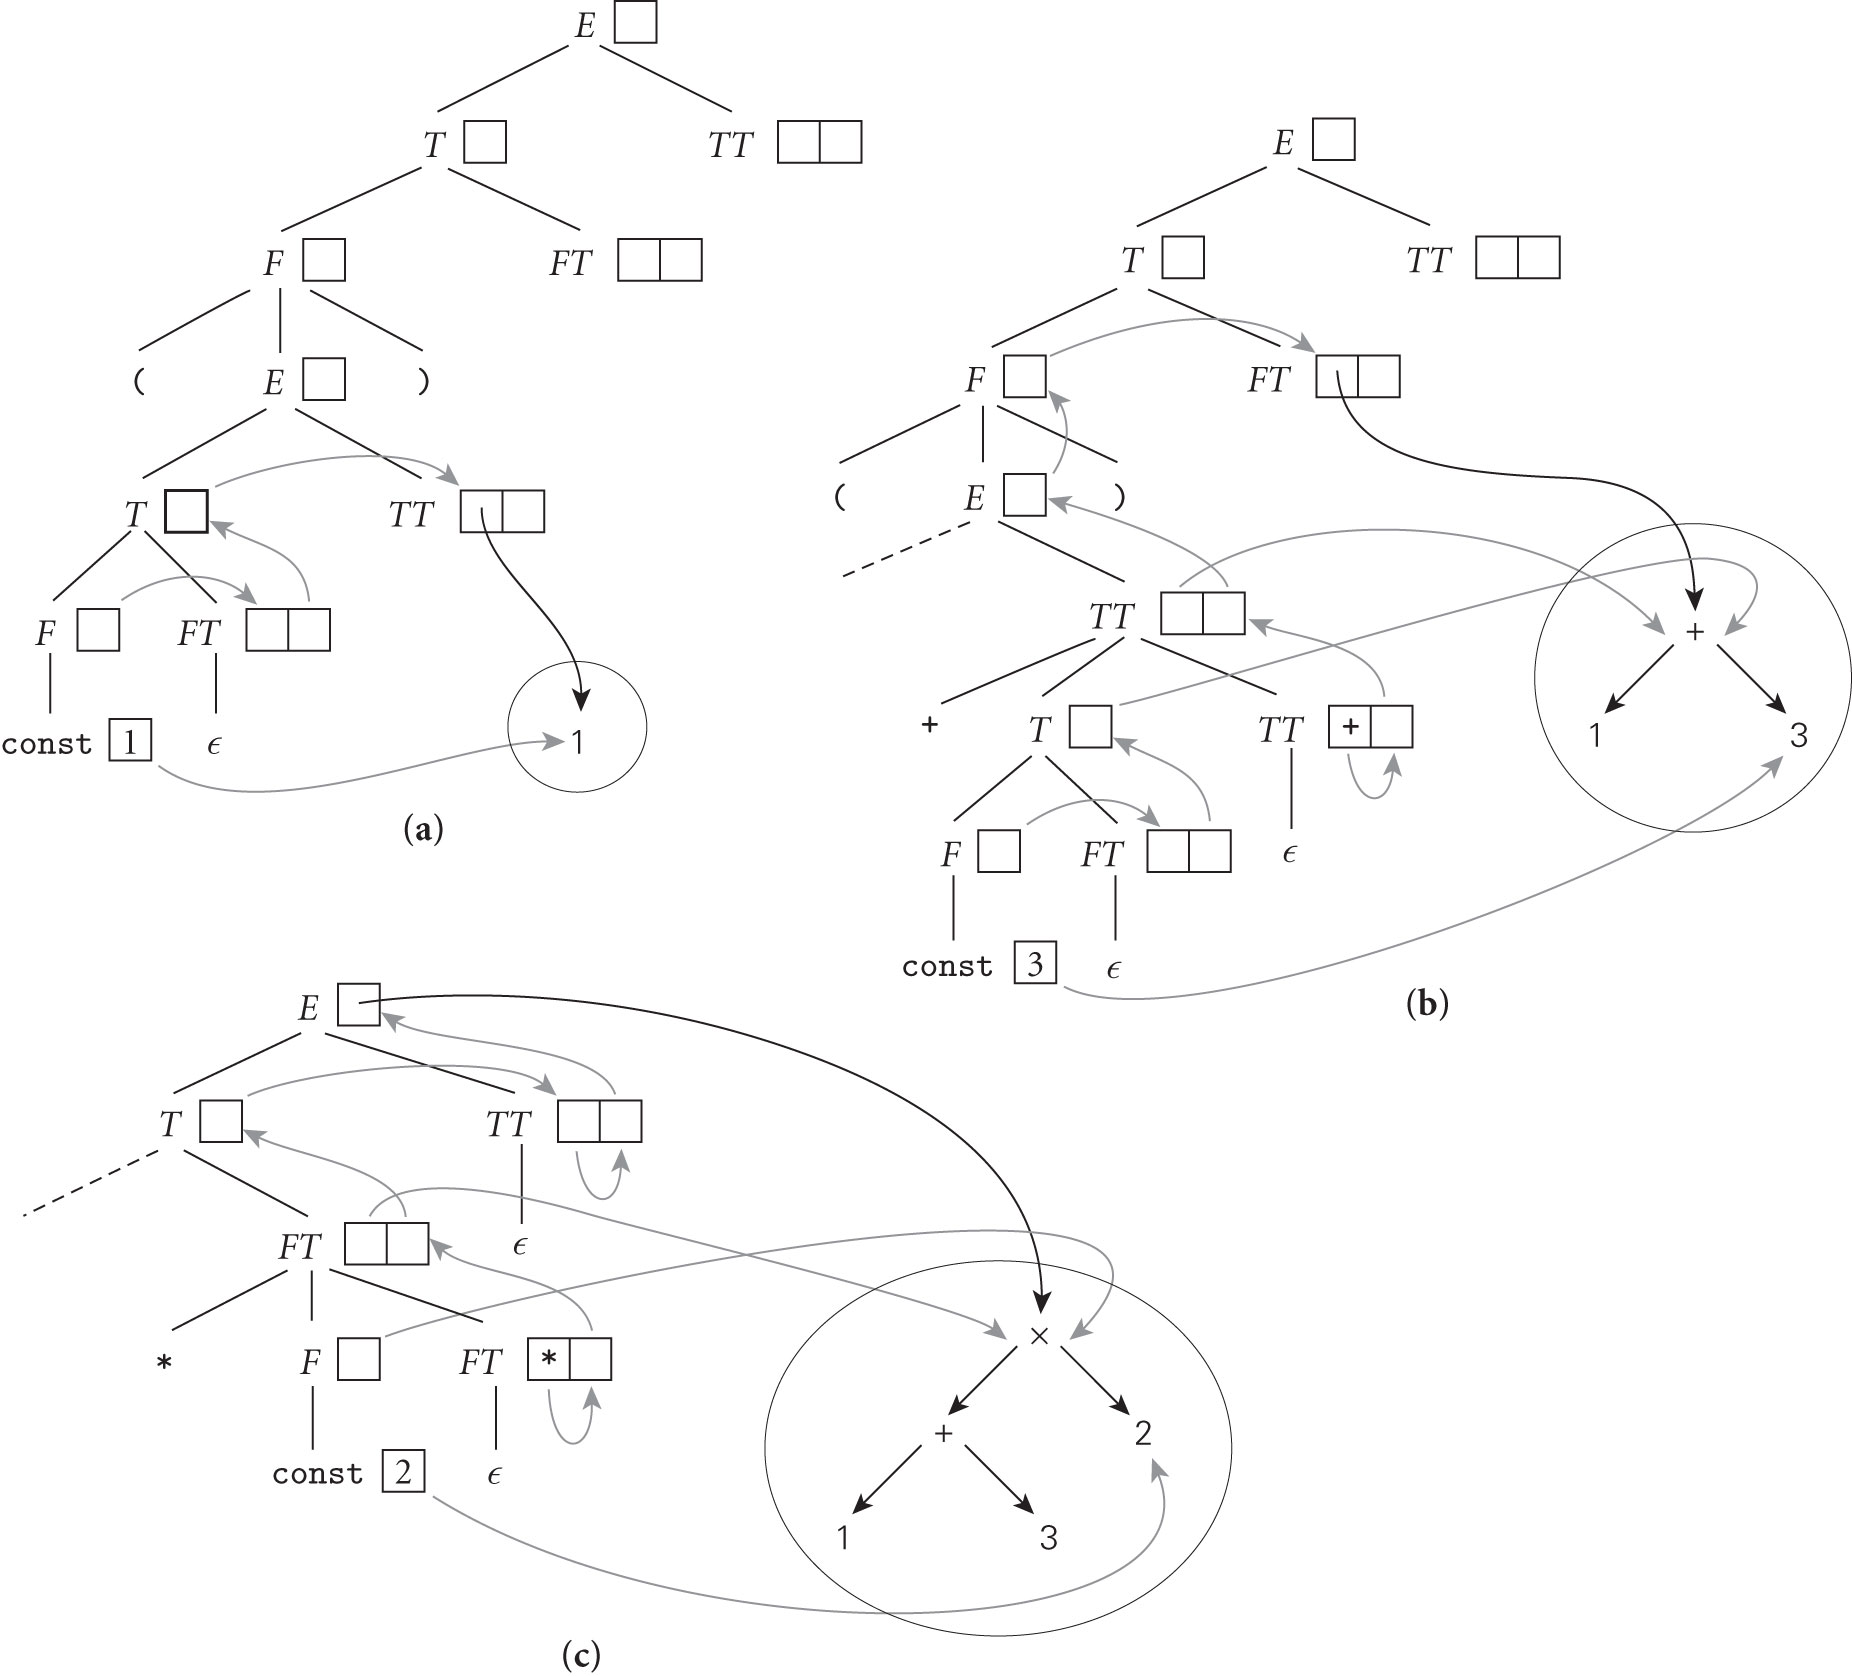 E
T TT
F FT
( E )
T TT
F FT
const 1 ϵ 1
(a)
E
T TT
F FT
( E )
TT +
+ T TT + 1 3
F FT ϵ
const 3 ϵ
(b)
E
T TT
FT ϵ
* F FT * ×
const 2 ϵ + 2
1 3
(c)